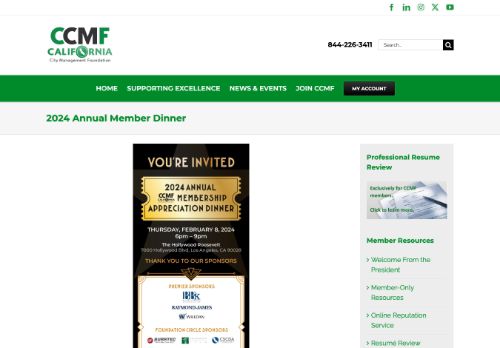 CCMF
CALIFORNIA
City Management Foundation
844-226-3411
Search...
HOME
SUPPORTING EXCELLENCE
NEWS & EVENTS
JOIN CCMF
MY ACCOUNT
2024 Annual Member Dinner
YOU'RE INVITED
2024 ANNUAL
CCMF
MEMBERSHIP
APPRECIATION DINNER
THURSDAY, FEBRUARY 8, 2024
6pm – 9pm
The Hollywood Roosevelt
7000 Hollywood Blvd, Los Angeles, CA 90028
THANK YOU TO OUR SPONSORS
PREMIER SPONSORS
RAYMOND JAMES
WILLDAN
FOUNDATION CIRCLE SPONSORS
BURRTEC
CSCDA
Professional Resume
Review
Exclusively for CCMF
members.
Click to learn more.
Member Resources
Welcome From the
President
Member-Only
Resources
Online Reputation
Service
Resume Review